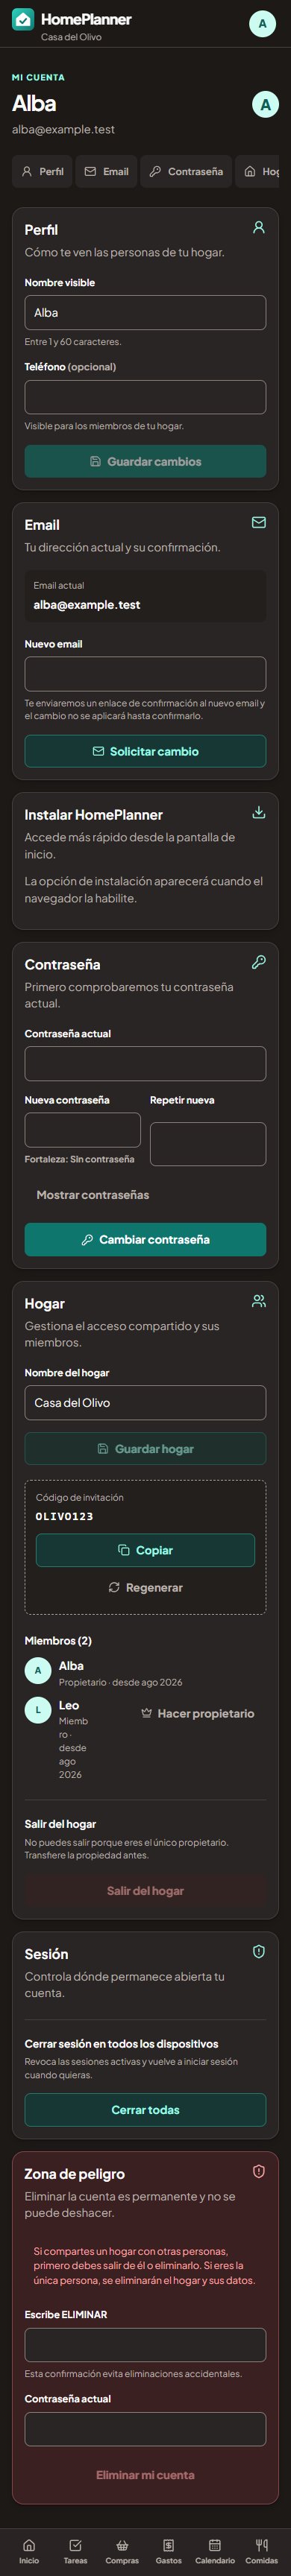 HomePlanner
Casa del Olivo
A
MI CUENTA
Alba
A
alba@example.test
Perfil
Email
Contraseña
Hog
Perfil
Cómo te ven las personas de tu hogar.
Nombre visible
Alba
Entre 1 y 60 caracteres.
Teléfono (opcional)
Visible para los miembros de tu hogar.
Guardar cambios
Email
Tu dirección actual y su confirmación.
Email actual
alba@example.test
Nuevo email
Te enviaremos un enlace de confirmación al nuevo email y
el cambio no se aplicará hasta confirmarlo.
Solicitar cambio
Instalar HomePlanner
Accede más rápido desde la pantalla de
inicio.
La opción de instalación aparecerá cuando el
navegador la habilite.
Contraseña
Primero comprobaremos tu contraseña
actual.
Contraseña actual
Nueva contraseña
Repetir nueva
Fortaleza: Sin contraseña
Mostrar contraseñas
Cambiar contraseña
Hogar
Gestiona el acceso compartido y sus
miembros.
Nombre del hogar
Casa del Olivo
Guardar hogar
Código de invitación
OLIVO123
Copiar
Regenerar
Miembros (2)
A
Alba
Propietario · desde ago 2026
L
Leo
Miemb
ro ·
desde
ago
2026
Hacer propietario
Salir del hogar
No puedes salir porque eres el único propietario.
Transfiere la propiedad antes.
Salir del hogar
Sesión
Controla dónde permanece abierta tu
cuenta.
Cerrar sesión en todos los dispositivos
Revoca las sesiones activas y vuelve a iniciar sesión
cuando quieras.
Cerrar todas
Zona de peligro
Eliminar la cuenta es permanente y no se
puede deshacer.
Si compartes un hogar con otras personas,
primero debes salir de él o eliminarlo. Si eres la
única persona, se eliminarán el hogar y sus datos.
Escribe ELIMINAR
Esta confirmación evita eliminaciones accidentales.
Contraseña actual
Eliminar mi cuenta
Inicio
Tareas
Compras
Gastos
Calendario
Comidas